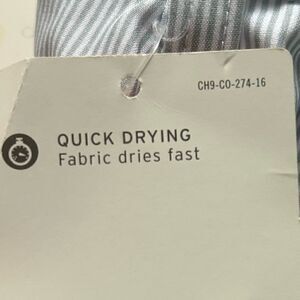 CH9-CO-274-16
QUICK DRYING
Fabric dries fast